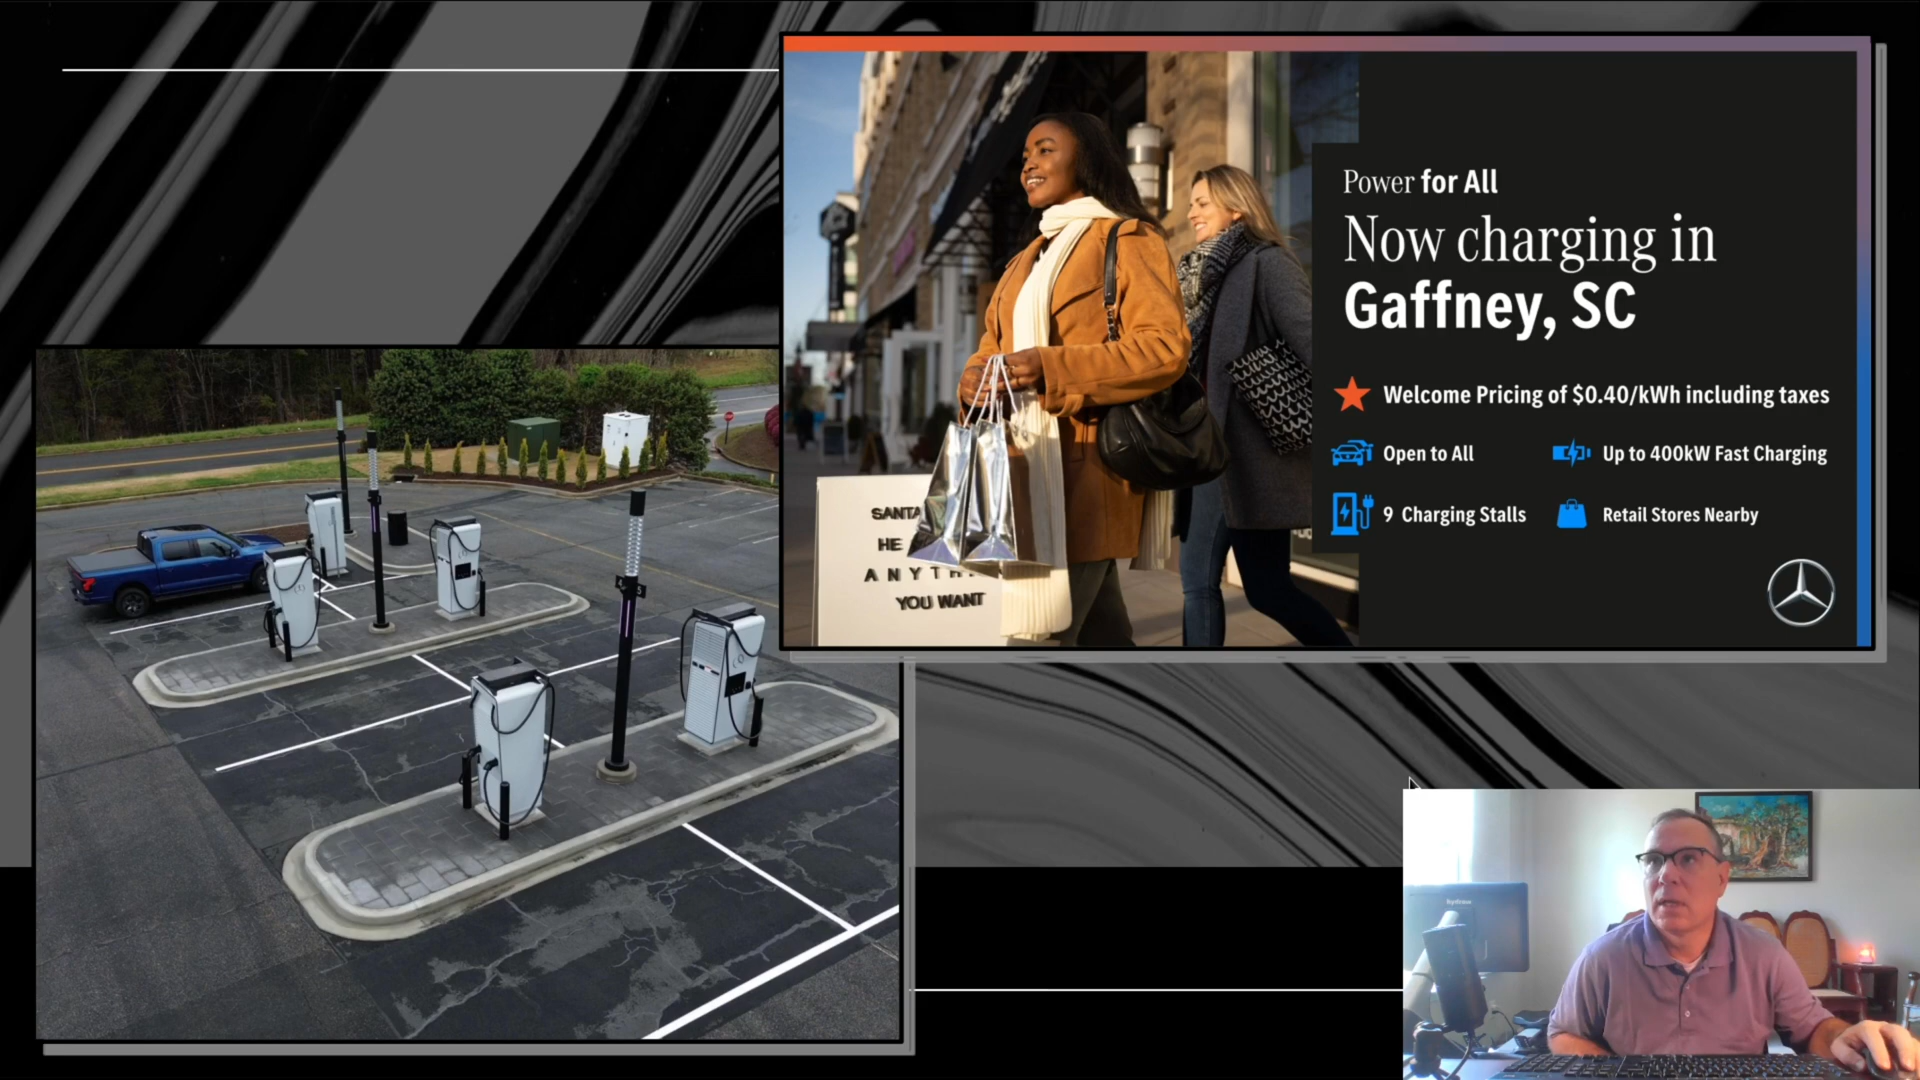 Power for All
Now charging in
Gaffney, SC
Welcome Pricing of $0.40/kWh including taxes
Open to All
Up to 400kW Fast Charging
9 Charging Stalls
Retail Stores Nearby
SANTA
HE
ANYTH
YOU WANT